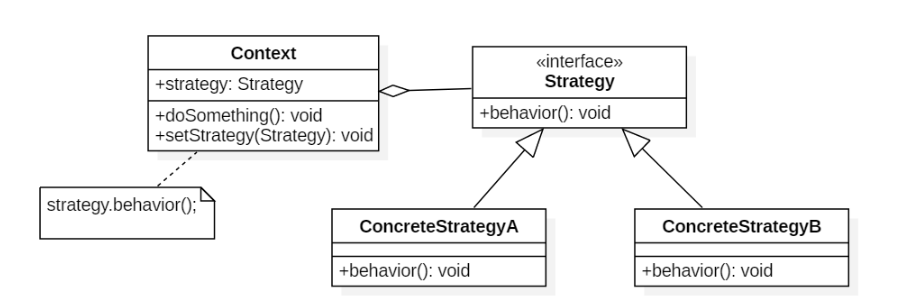 Context
+strategy: Strategy
+doSomething(): void
+setStrategy(Strategy): void
strategy.behavior();
«interface»
Strategy
+behavior(): void
ConcreteStrategyA
+behavior(): void
ConcreteStrategyB
+behavior(): void